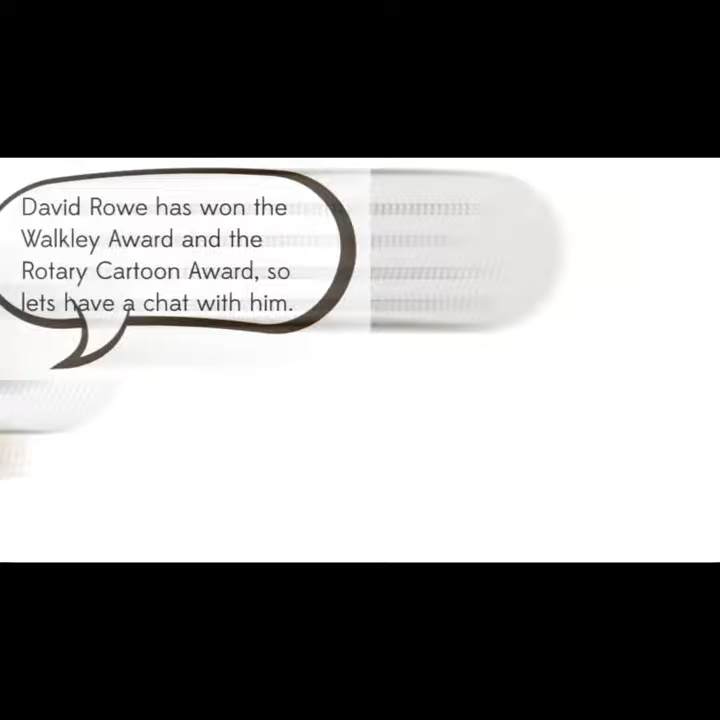 David Rowe has won the
Walkley Award and the
Rotary Cartoon Award, so
lets have a chat with him.